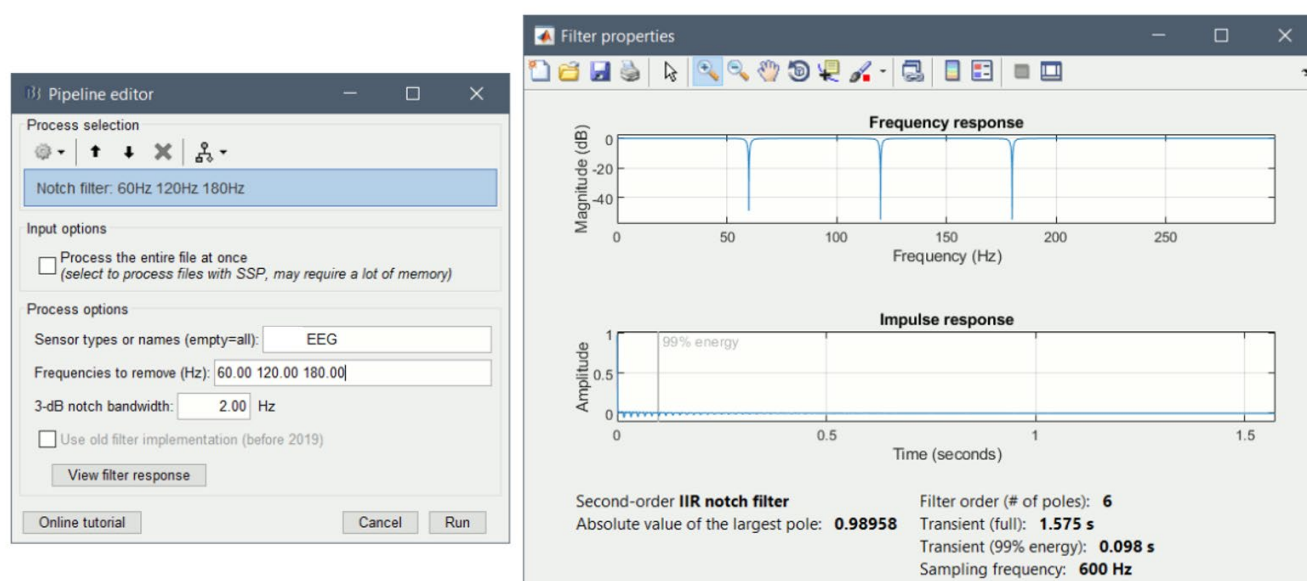 Pipeline editor
Process selection
Notch filter: 60Hz 120Hz 180Hz
Input options
Process the entire file at once
(select to process files with SSP, may require a lot of memory)
Process options
Sensor types or names (empty=all): EEG
Frequencies to remove (Hz): 60.00 120.00 180.00
3-dB notch bandwidth: 2.00 Hz
Use old filter implementation (before 2019)
View filter response
Online tutorial Cancel Run
Filter properties
Frequency response
Magnitude (dB)
0
-20
-40
0 50 100 150 200 250
Frequency (Hz)
Impulse response
Amplitude
1
0.5
0
99% energy
0 0.5 1 1.5
Time (seconds)
Second-order IIR notch filter
Absolute value of the largest pole: 0.98958
Filter order (# of poles): 6
Transient (full): 1.575 s
Transient (99% energy): 0.098 s
Sampling frequency: 600 Hz